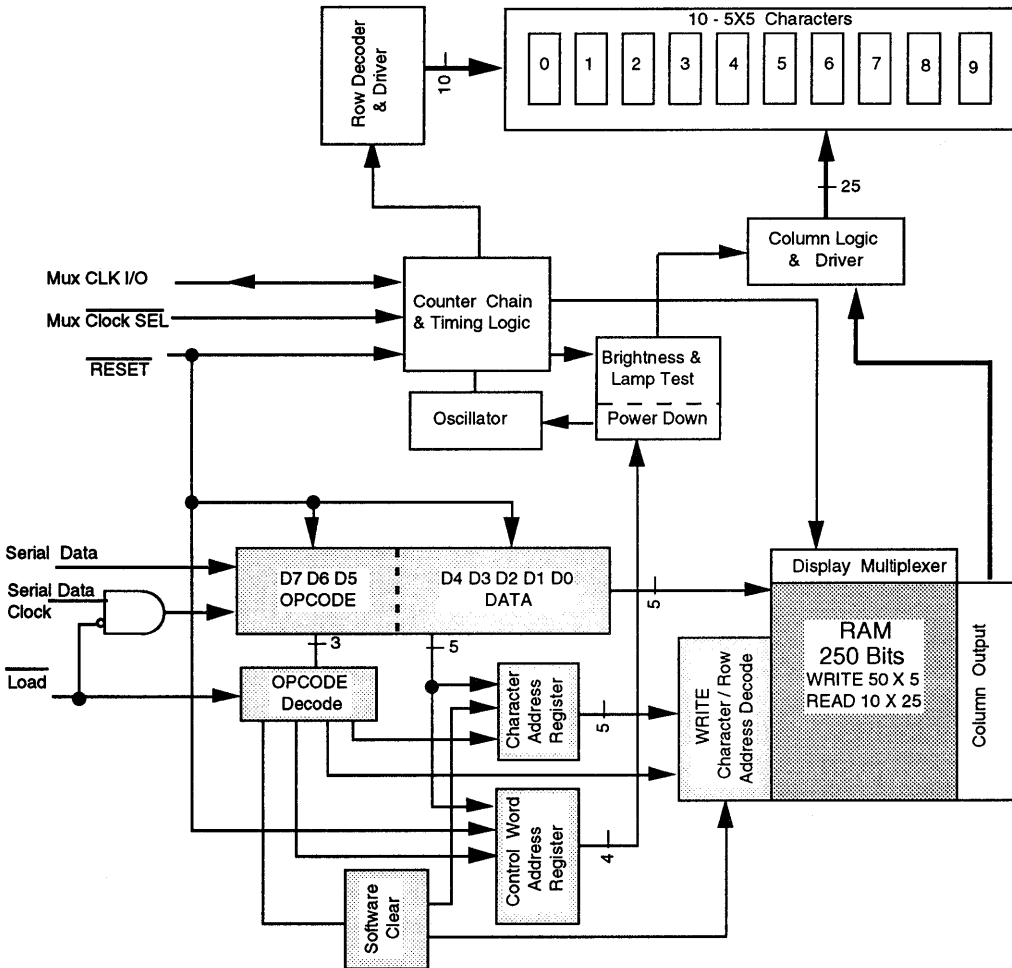 10 - 5X5 Characters
0 1 2 3 4 5 6 7 8 9
Row Decoder
& Driver
10
25
Column Logic
& Driver
Mux CLK I/O
Mux Clock SEL
RESET
Counter Chain
& Timing Logic
Brightness &
Lamp Test
Power Down
Oscillator
Serial Data
Serial Data
Clock
Load
D7 D6 D5
OPCODE
D4 D3 D2 D1 D0
DATA
5
3
5
OPCODE
Decode
Character
Address
Register
5
Control Word
Address
Register
4
Software
Clear
Display Multiplexer
RAM
250 Bits
WRITE 50 X 5
READ 10 X 25
WRITE
Character / Row
Address Decode
Column Output